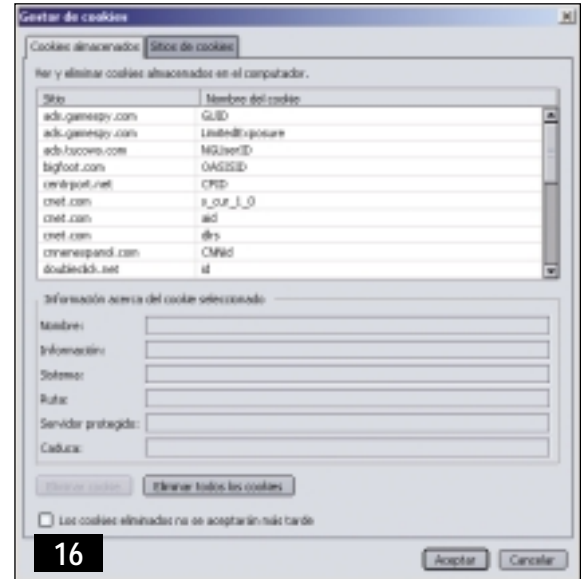 Gestor de cookies
Cookies almacenados Sitios de cookies
Ver y eliminar cookies almacenados en el computador.
Sitio Nombre del cookie
ads.gamespy.com GUID
ads.gamespy.com LimitedExposure
ads.tucows.com NGUserID
bigfoot.com OASISID
centrport.net CPID
cnet.com
cnet.com aid
cnet.com dlrs
cnnenespanol.com CNNid
doubleclick.net id
Información acerca del cookie seleccionado
Nombre:
Información:
Sistema:
Ruta:
Servidor protegido:
Caduca:
Eliminar cookie Eliminar todos los cookies
Los cookies eliminados no se aceptarán más tarde
16
Aceptar Cancelar